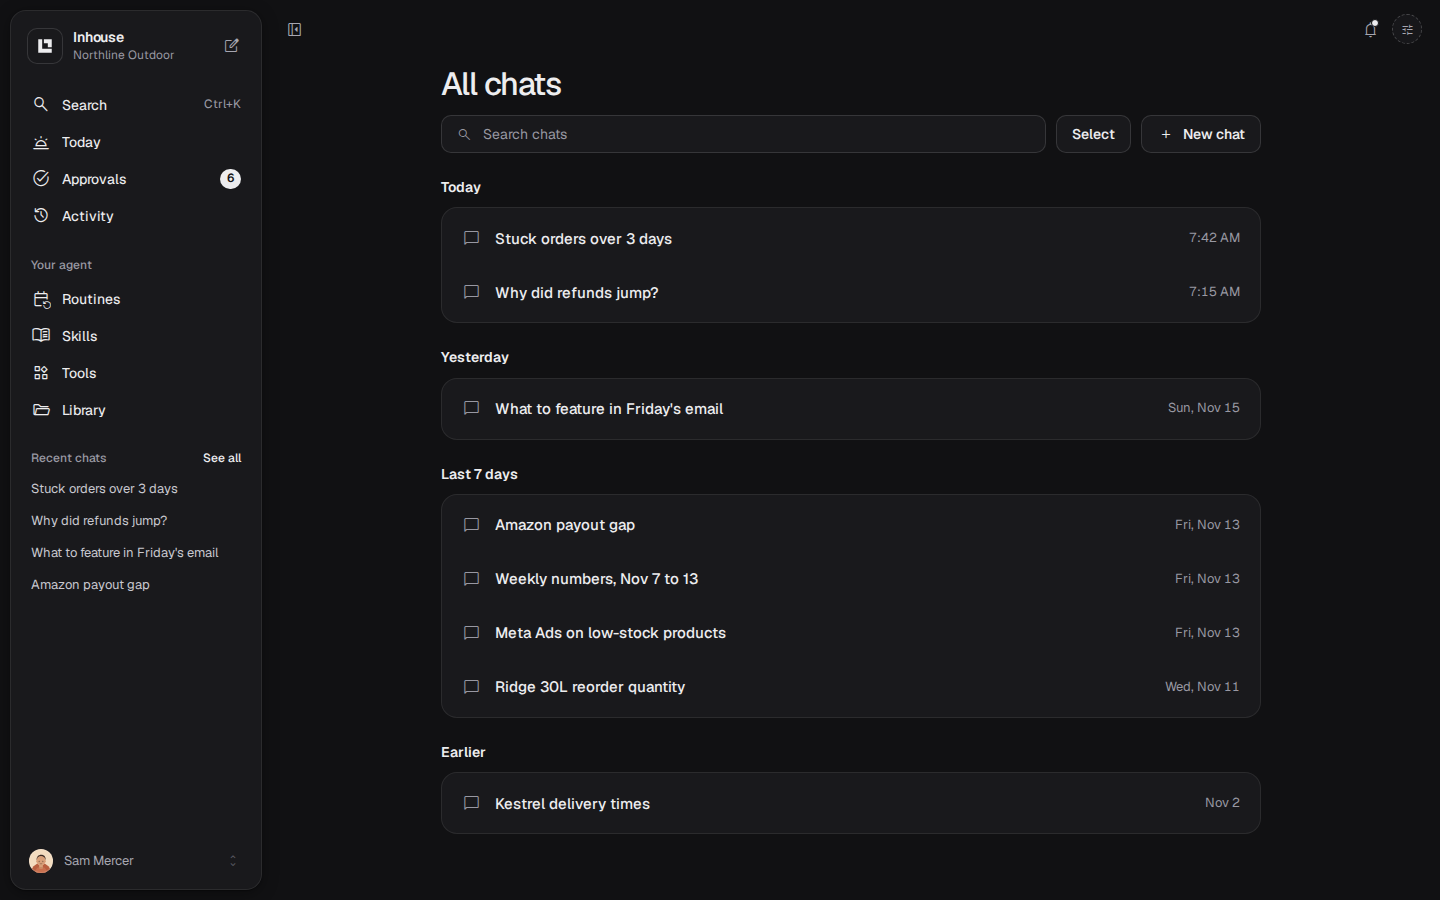 Inhouse
Northline Outdoor
Search Ctrl+K
Today
Approvals 6
Activity
Your agent
Routines
Skills
Tools
Library
Recent chats See all
Stuck orders over 3 days
Why did refunds jump?
What to feature in Friday's email
Amazon payout gap
Sam Mercer
All chats
Search chats Select + New chat
Today
Stuck orders over 3 days 7:42 AM
Why did refunds jump? 7:15 AM
Yesterday
What to feature in Friday's email Sun, Nov 15
Last 7 days
Amazon payout gap Fri, Nov 13
Weekly numbers, Nov 7 to 13 Fri, Nov 13
Meta Ads on low-stock products Fri, Nov 13
Ridge 30L reorder quantity Wed, Nov 11
Earlier
Kestrel delivery times Nov 2